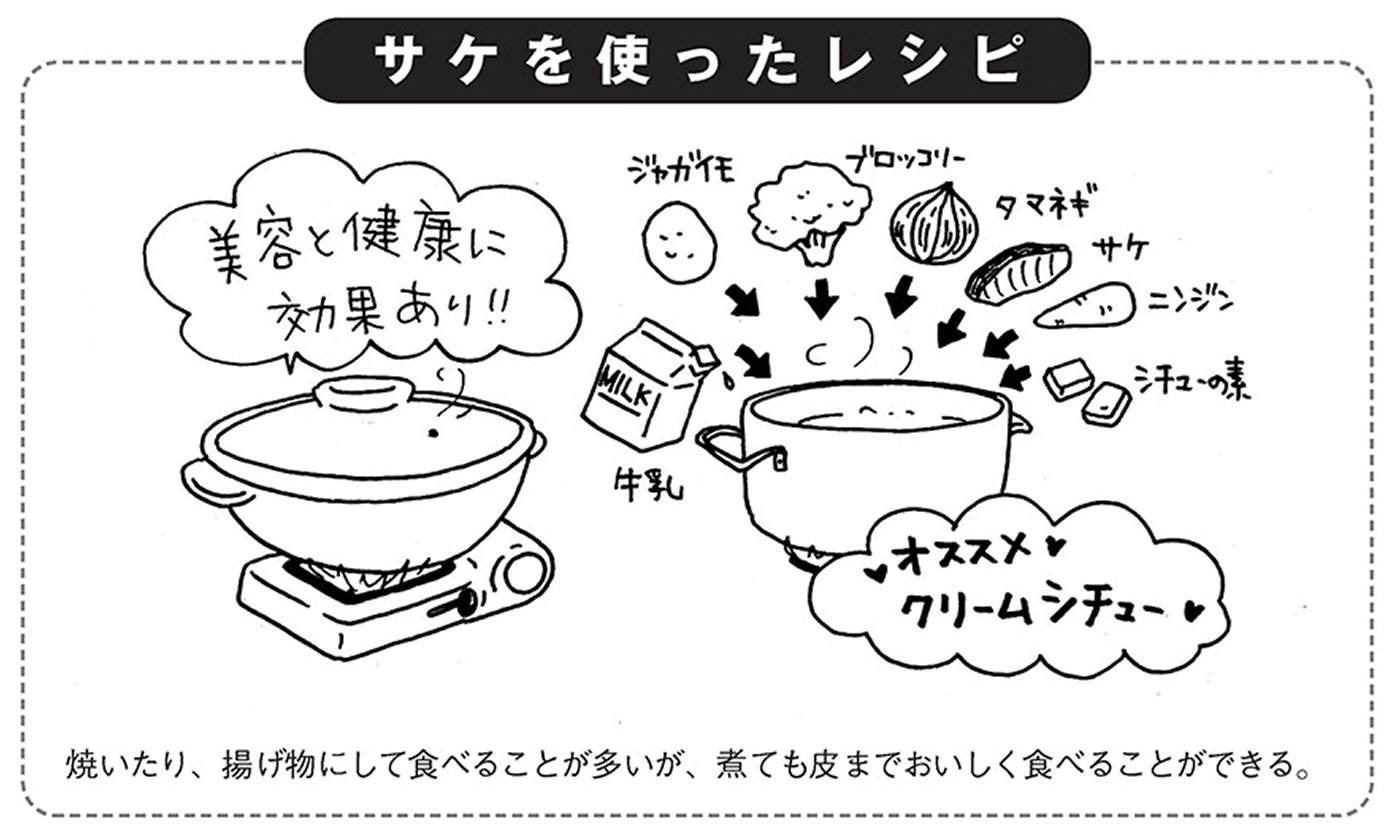 サケを使ったレシピ
美容と健康に
効果あり!!
ジャガイモ
ブロッコリー
タマネギ
サケ
ニンジン
シチューの素
MILK
牛乳
オススメ♥
♥クリームシチュー♥
焼いたり、揚げ物にして食べることが多いが、煮ても皮までおいしく食べることができる。